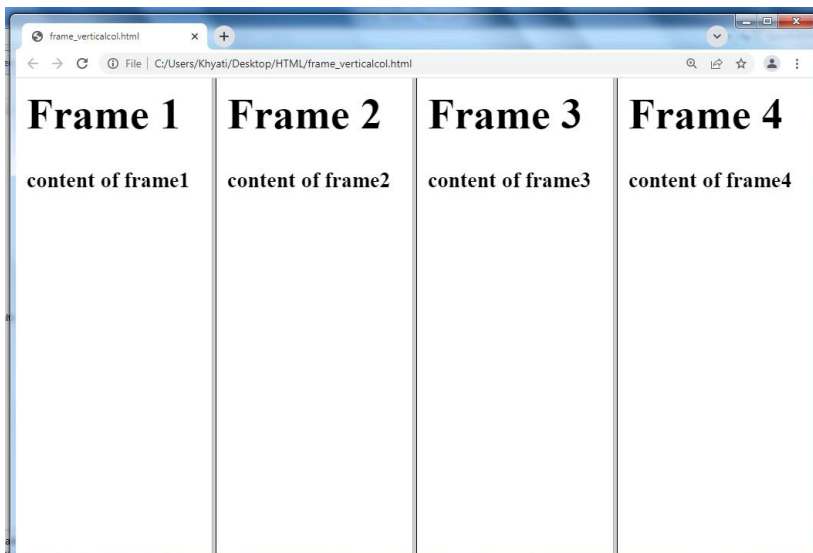 frame_verticalcol.html
File | C:/Users/Khyati/Desktop/HTML/frame_verticalcol.html
Frame 1
content of frame1
Frame 2
content of frame2
Frame 3
content of frame3
Frame 4
content of frame4